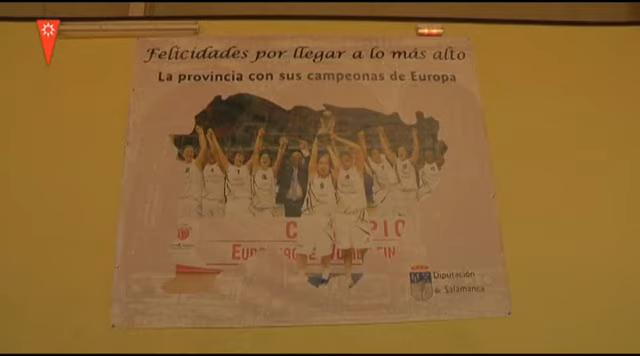 Felicidades por llegar a lo más alto
La provincia con sus campeonas de Europa
Diputación
de Salamanca